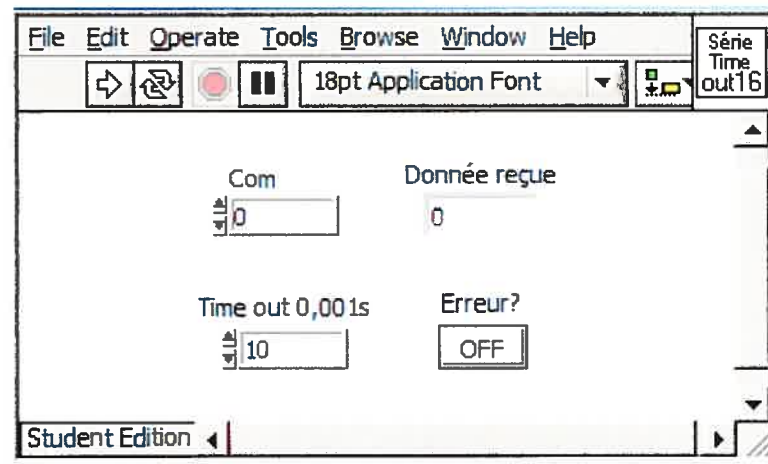 File Edit Operate Tools Browse Window Help
Série
Time
out16
18pt Application Font
Com
Donnée reçue
0
0
Time out 0,001s
Erreur?
10
OFF
Student Edition